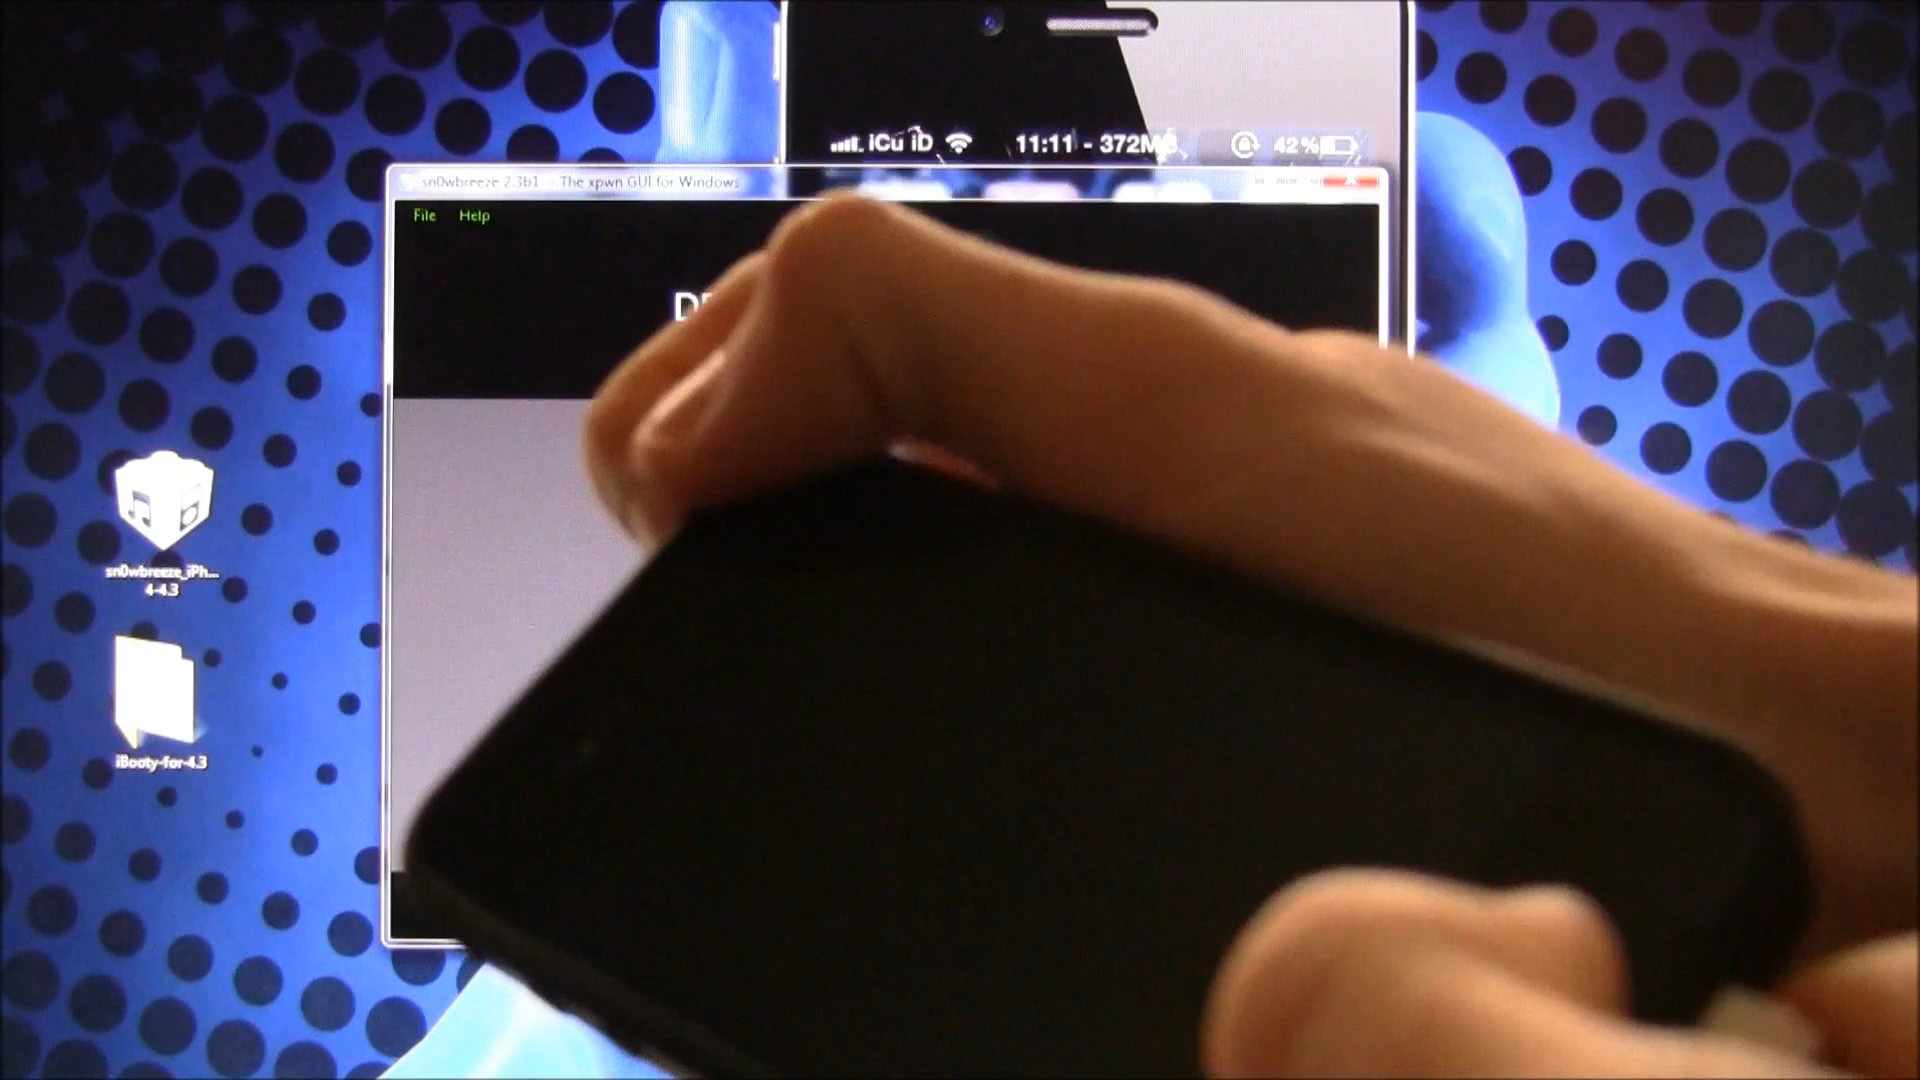 iCu iD 11:11 - 372MB 42%
sn0wbreeze 2.3b1 - The xpwn GUI for Windows
File Help
sn0wbreeze_iPh...
4-4.3
iBooty-for-4.3